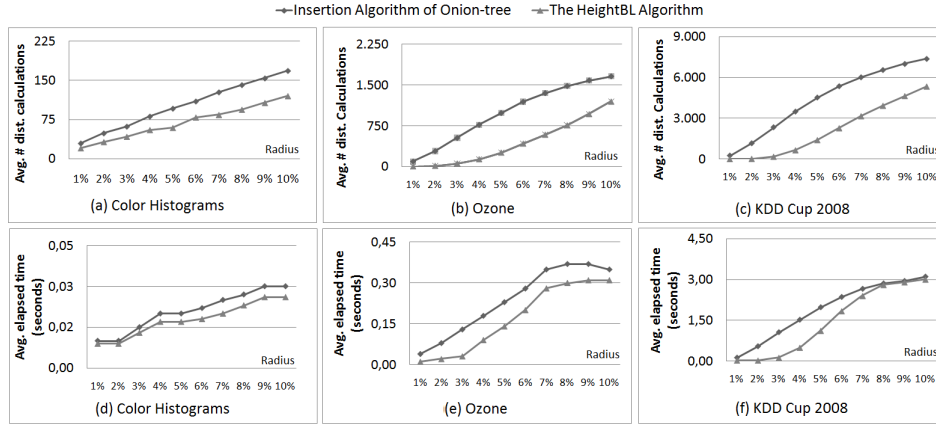 Insertion Algorithm of Onion-tree The HeightBL Algorithm
Avg. # dist. calculations
225
150
75
0
Radius
1% 2% 3% 4% 5% 6% 7% 8% 9% 10%
(a) Color Histograms
Avg. # dist. Calculations
2.250
1.500
750
0
Radius
1% 2% 3% 4% 5% 6% 7% 8% 9% 10%
(b) Ozone
Avg. # dist. Calculations
9.000
6.000
3.000
0
Radius
1% 2% 3% 4% 5% 6% 7% 8% 9% 10%
(c) KDD Cup 2008
Avg. elapsed time
(seconds)
0,05
0,03
0,02
0,00
Radius
1% 2% 3% 4% 5% 6% 7% 8% 9% 10%
(d) Color Histograms
Avg. elapsed time
(seconds)
0,45
0,30
0,15
0,00
Radius
1% 2% 3% 4% 5% 6% 7% 8% 9% 10%
(e) Ozone
Avg. elapsed time
(seconds)
4,50
3,00
1,50
0,00
Radius
1% 2% 3% 4% 5% 6% 7% 8% 9% 10%
(f) KDD Cup 2008